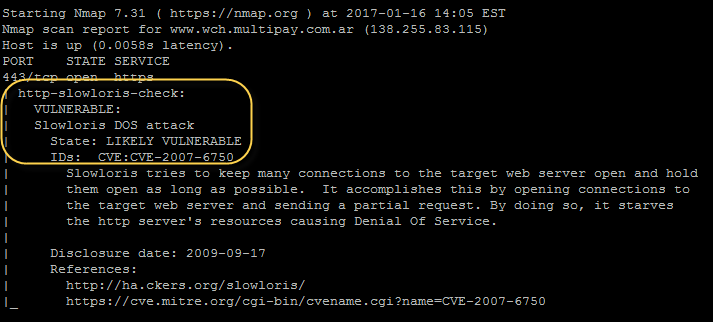 Starting Nmap 7.31 ( https://nmap.org ) at 2017-01-16 14:05 EST
Nmap scan report for www.wch.multipay.com.ar (138.255.83.115)
Host is up (0.0058s latency).
PORT    STATE SERVICE
443/tcp open  https
| http-slowloris-check:
|   VULNERABLE:
|   Slowloris DOS attack
|     State: LIKELY VULNERABLE
|     IDs:  CVE:CVE-2007-6750
|       Slowloris tries to keep many connections to the target web server open and hold
|       them open as long as possible.  It accomplishes this by opening connections to
|       the target web server and sending a partial request. By doing so, it starves
|       the http server's resources causing Denial Of Service.
|
|     Disclosure date: 2009-09-17
|     References:
|       http://ha.ckers.org/slowloris/
|_      https://cve.mitre.org/cgi-bin/cvename.cgi?name=CVE-2007-6750